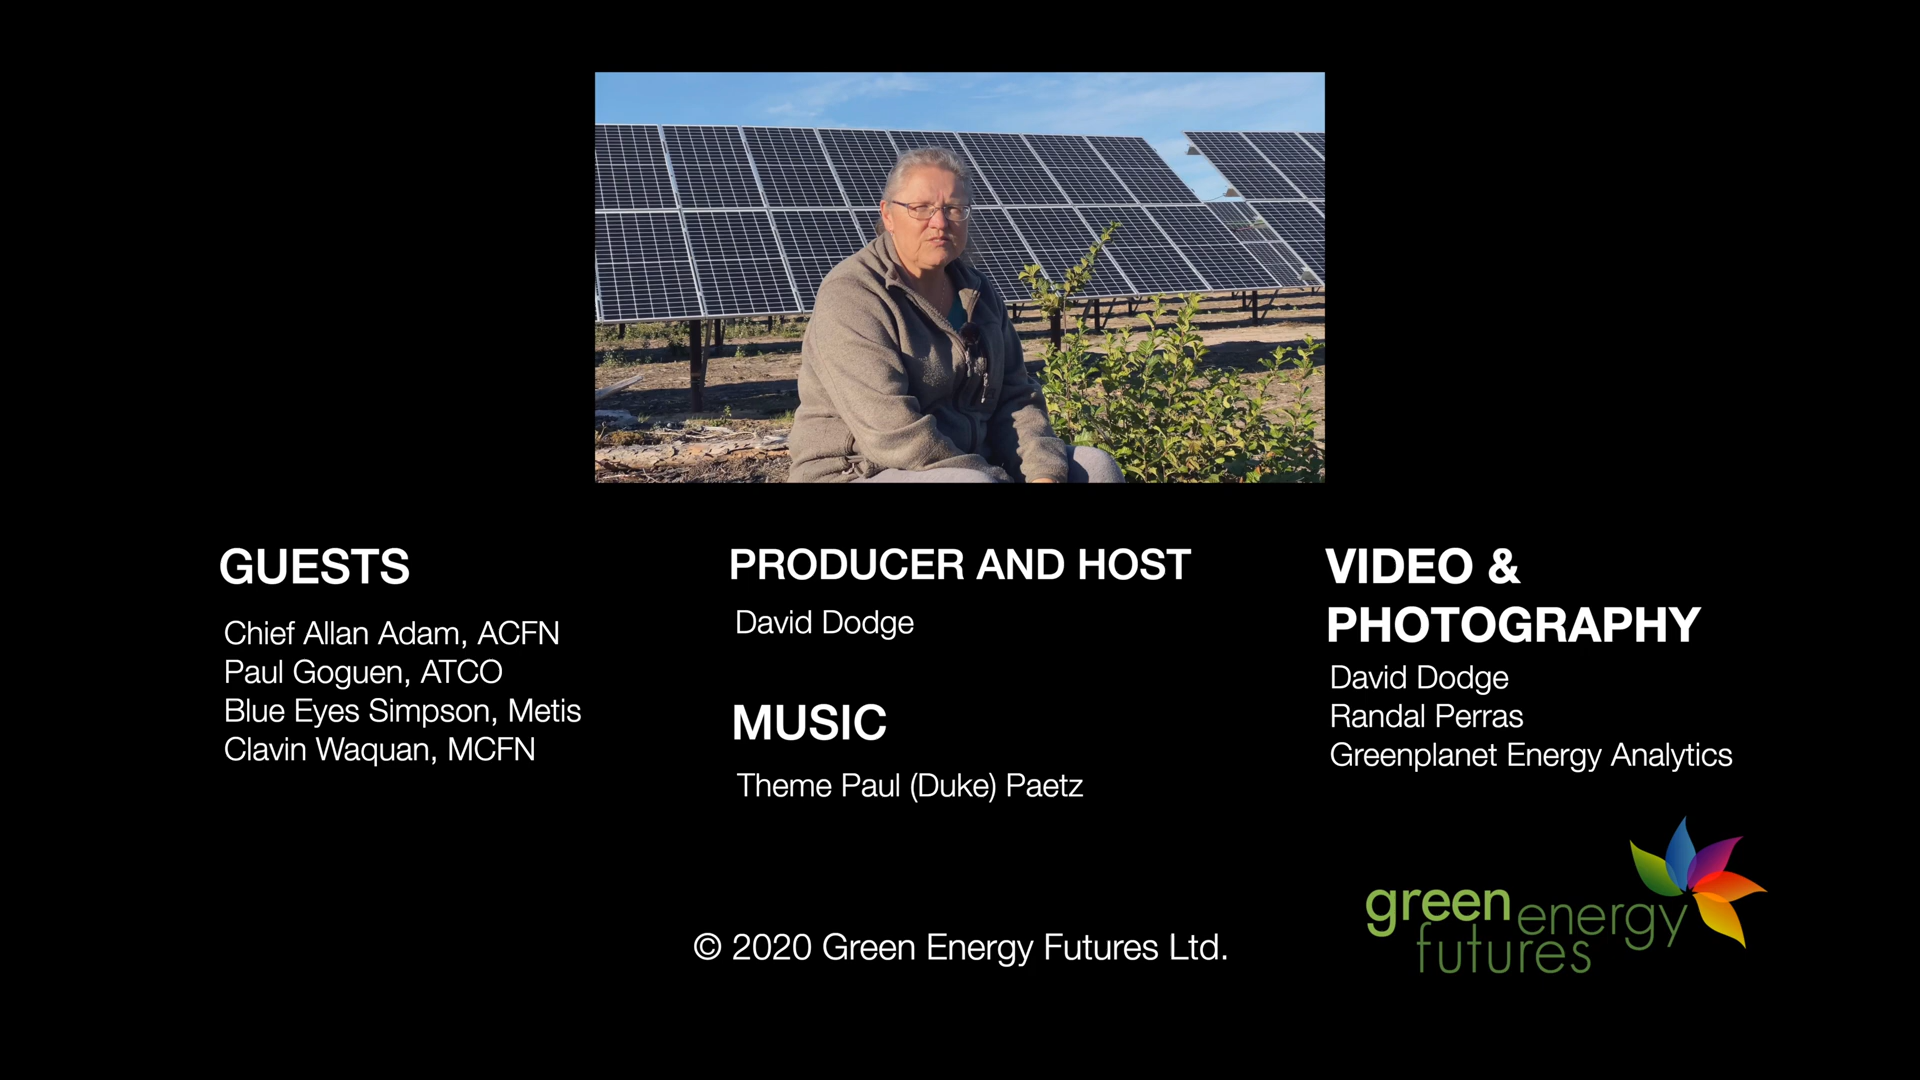 GUESTS
Chief Allan Adam, ACFN
Paul Goguen, ATCO
Blue Eyes Simpson, Metis
Clavin Waquan, MCFN
PRODUCER AND HOST
David Dodge
MUSIC
Theme Paul (Duke) Paetz
VIDEO &
PHOTOGRAPHY
David Dodge
Randal Perras
Greenplanet Energy Analytics
© 2020 Green Energy Futures Ltd.
green energy
futures